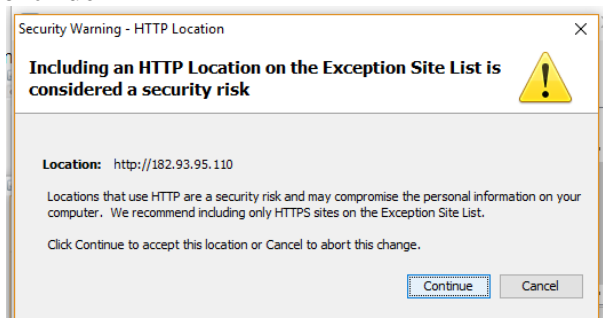 Security Warning - HTTP Location
Including an HTTP Location on the Exception Site List is
considered a security risk
Location: http://182.93.95.110
Locations that use HTTP are a security risk and may compromise the personal information on your
computer. We recommend including only HTTPS sites on the Exception Site List.
Click Continue to accept this location or Cancel to abort this change.
Continue Cancel